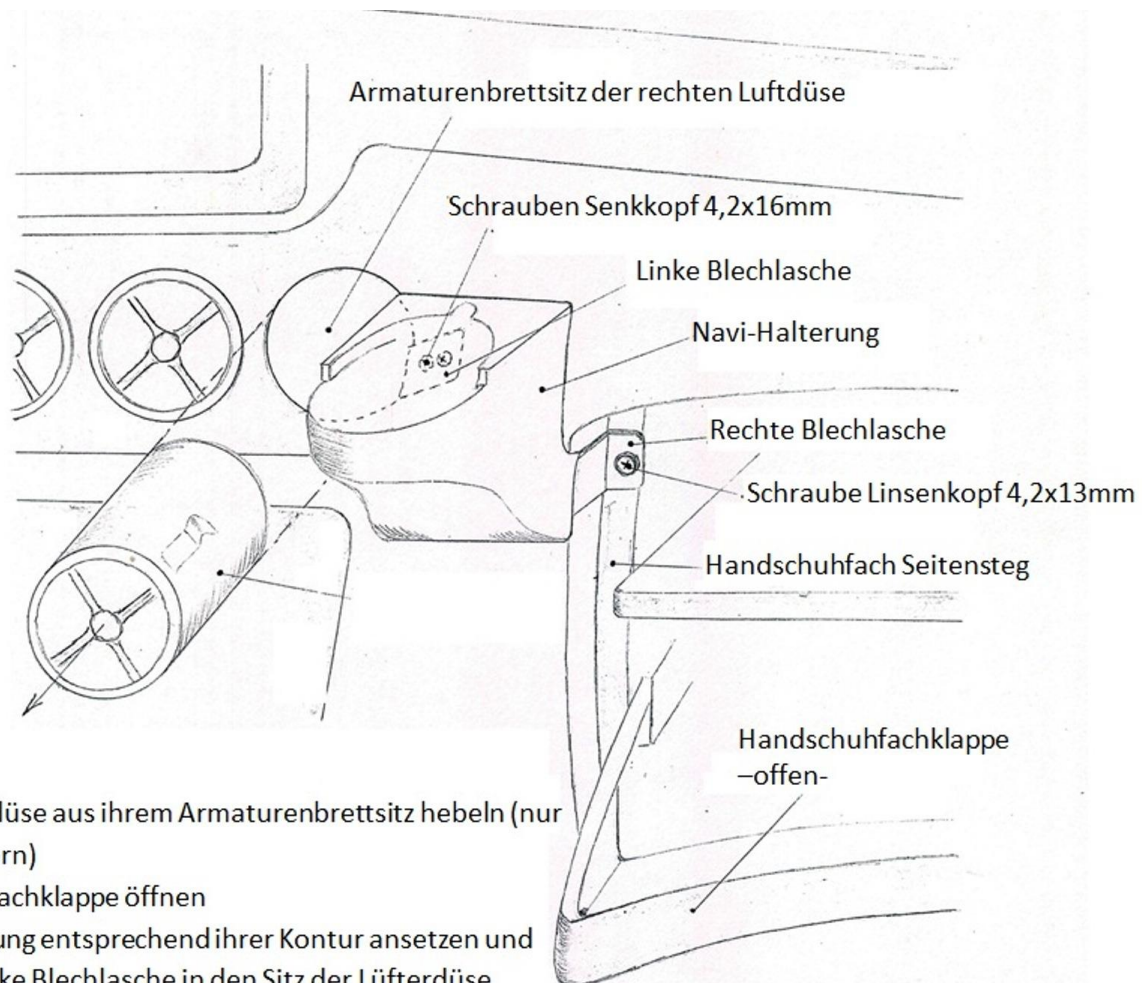 Armaturenbrettsitz der rechten Luftdüse
Schrauben Senkkopf 4,2x16mm
Linke Blechlasche
Navi-Halterung
Rechte Blechlasche
Schraube Linsenkopf 4,2x13mm
Handschuhfach Seitensteg
Handschuhfachklappe
–offen-
düse aus ihrem Armaturenbrettsitz hebeln (nur
rn)
achklappe öffnen
ung entsprechend ihrer Kontur ansetzen und
ke Blechlasche in den Sitz der Lüfterdüse